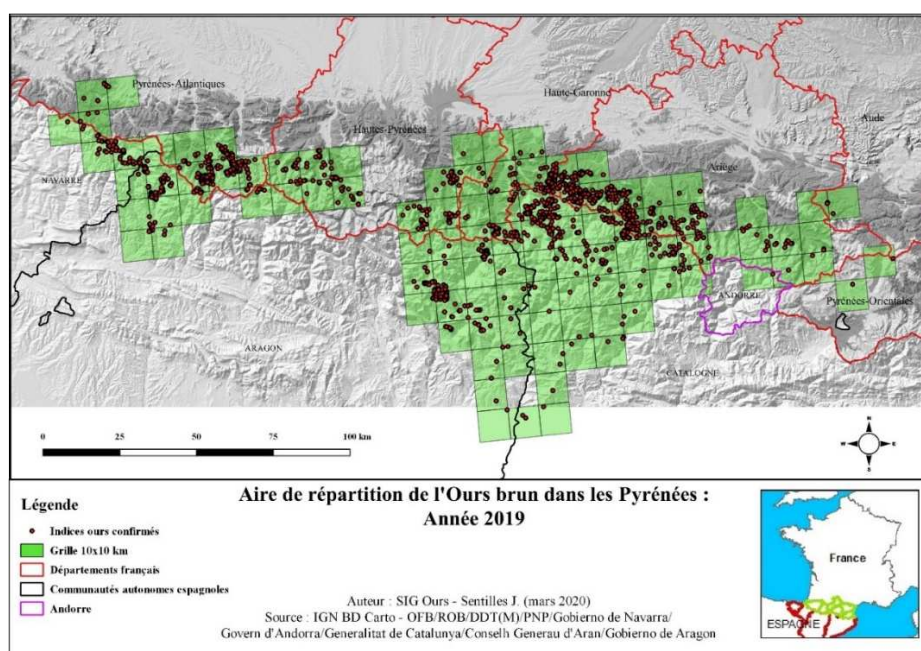 Pyrénées-Atlantiques
Haute-Garonne
Hautes-Pyrénées
Aude
Ariège
NAVARRE
ANDORRE
Pyrénées-Orientales
ARAGON
CATALOGNE
0 25 50 75 100 km
N
W E
S
Légende
Indices ours confirmés
Grille 10x10 km
Départements français
Communautés autonomes espagnoles
Andorre
Aire de répartition de l'Ours brun dans les Pyrénées :
Année 2019
Auteur : SIG Ours - Sentilles J. (mars 2020)
Source : IGN BD Carto - OFB/ROB/DDT(M)/PNP/Gobierno de Navarra/
Govern d'Andorra/Generalitat de Catalunya/Conselh Generau d'Aran/Gobierno de Aragon
France
ESPAGNE